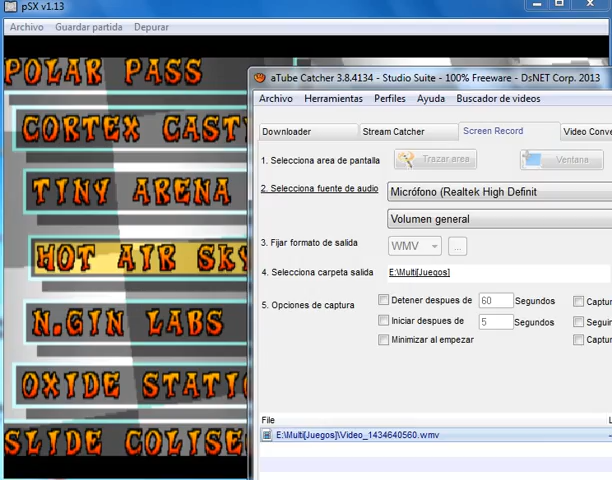 pSX v1.13
Archivo Guardar partida Depurar
POLAR PASS
CORTEX CASTL
TINY ARENA
HOT AIR SKY
N.GIN LABS
OXIDE STATIO
SLIDE COLISE
aTube Catcher 3.8.4134 - Studio Suite - 100% Freeware - DsNET Corp. 2013
Archivo Herramientas Perfiles Ayuda Buscador de videos
Downloader Stream Catcher Screen Record Video Conve
1. Selecciona area de pantalla Trazar area Ventana
2. Selecciona fuente de audio Micrófono (Realtek High Definit
Volumen general
3. Fijar formato de salida WMV ...
4. Selecciona carpeta salida E:\Multi[Juegos]
5. Opciones de captura Detener despues de 60 Segundos Captur
Iniciar despues de 5 Segundos Seguir
Minimizar al empezar Captu
File
E:\Multi[Juegos]\Video_1434640560.wmv